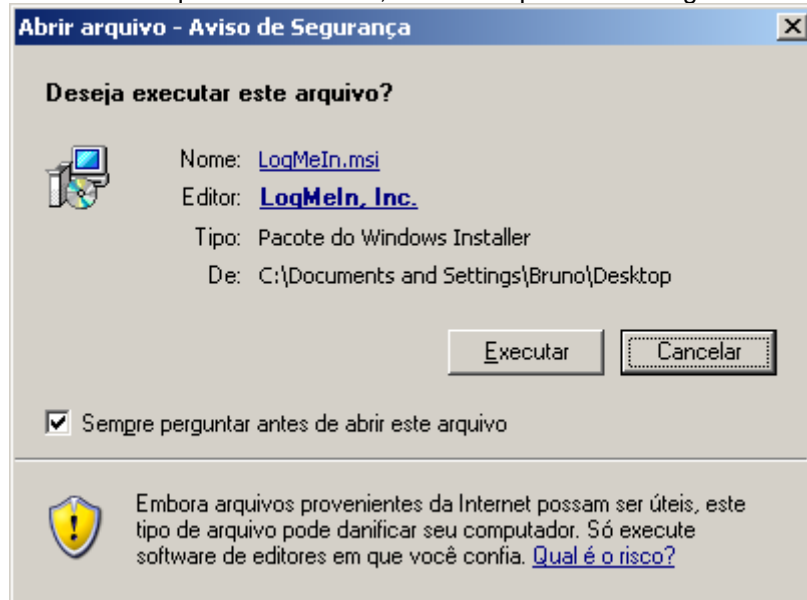 Abrir arquivo - Aviso de Segurança
Deseja executar este arquivo?
Nome: LogMeIn.msi
Editor: LogMeIn, Inc.
Tipo: Pacote do Windows Installer
De: C:\Documents and Settings\Bruno\Desktop
Executar Cancelar
Sempre perguntar antes de abrir este arquivo
Embora arquivos provenientes da Internet possam ser úteis, este
tipo de arquivo pode danificar seu computador. Só execute
software de editores em que você confia. Qual é o risco?